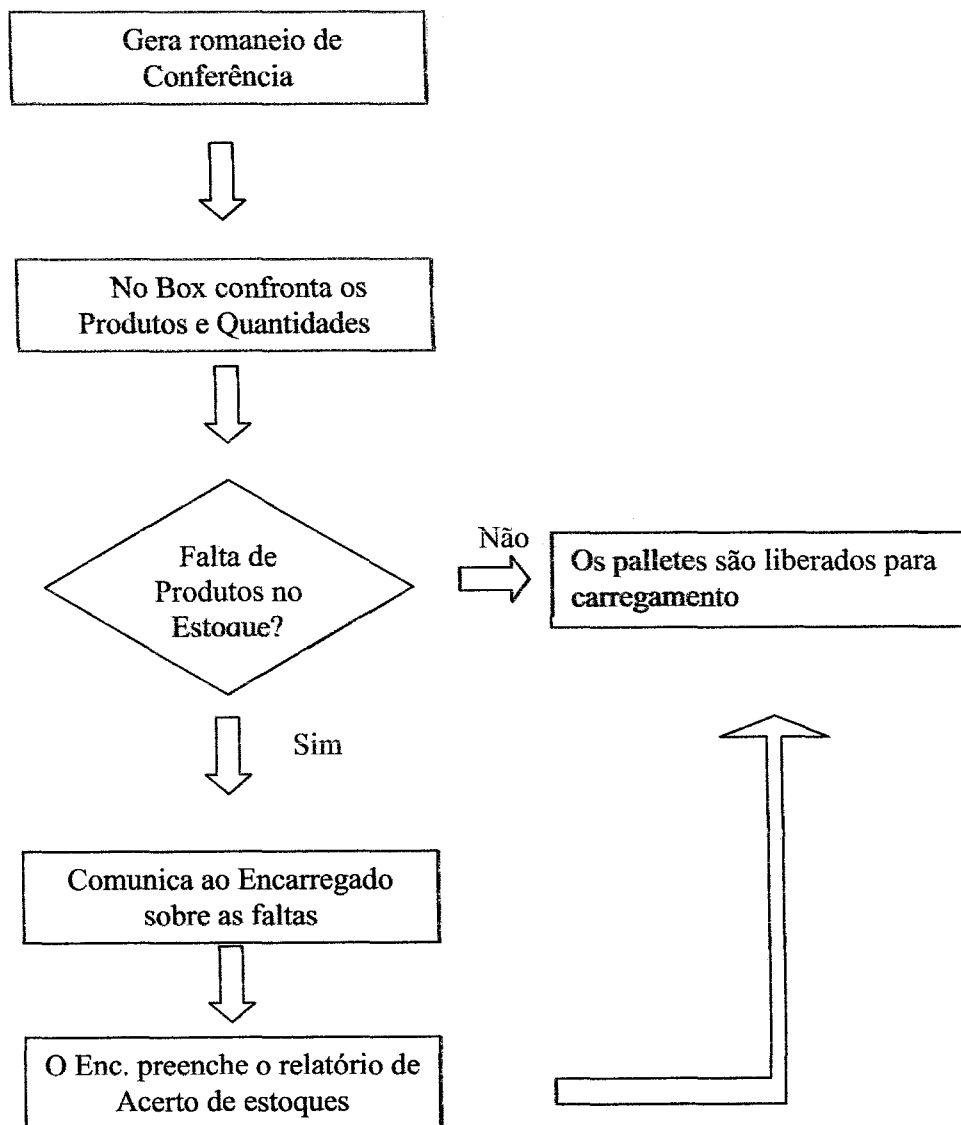 Gera romaneio de
Conferência
No Box confronta os
Produtos e Quantidades
Falta de
Produtos no
Estoque?
Não
Os palletes são liberados para
carregamento
Sim
Comunica ao Encarregado
sobre as faltas
O Enc. preenche o relatório de
Acerto de estoques